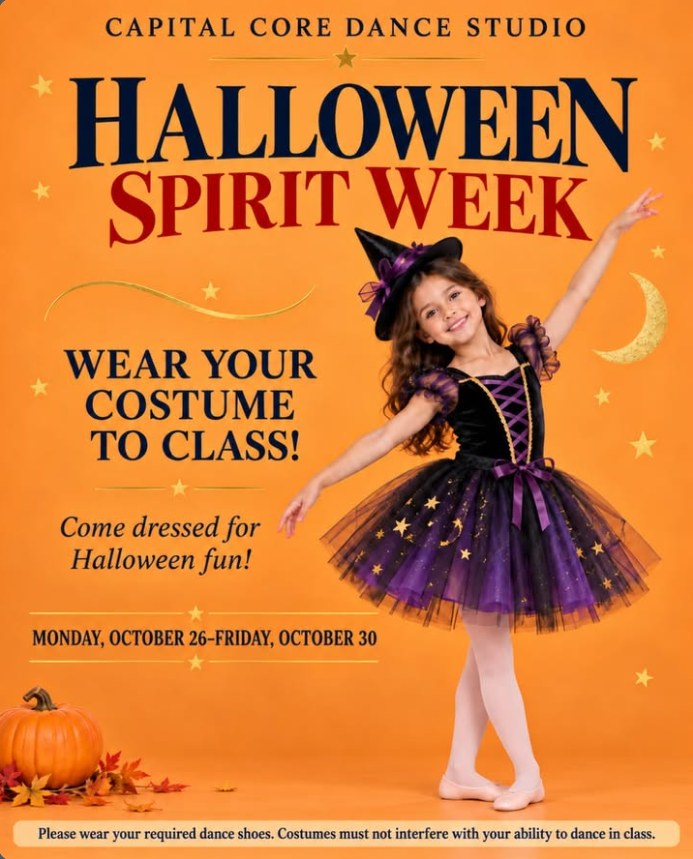 CAPITAL CORE DANCE STUDIO
HALLOWEEN
SPIRIT WEEK
WEAR YOUR
COSTUME
TO CLASS!
Come dressed for
Halloween fun!
MONDAY, OCTOBER 26–FRIDAY, OCTOBER 30
Please wear your required dance shoes. Costumes must not interfere with your ability to dance in class.